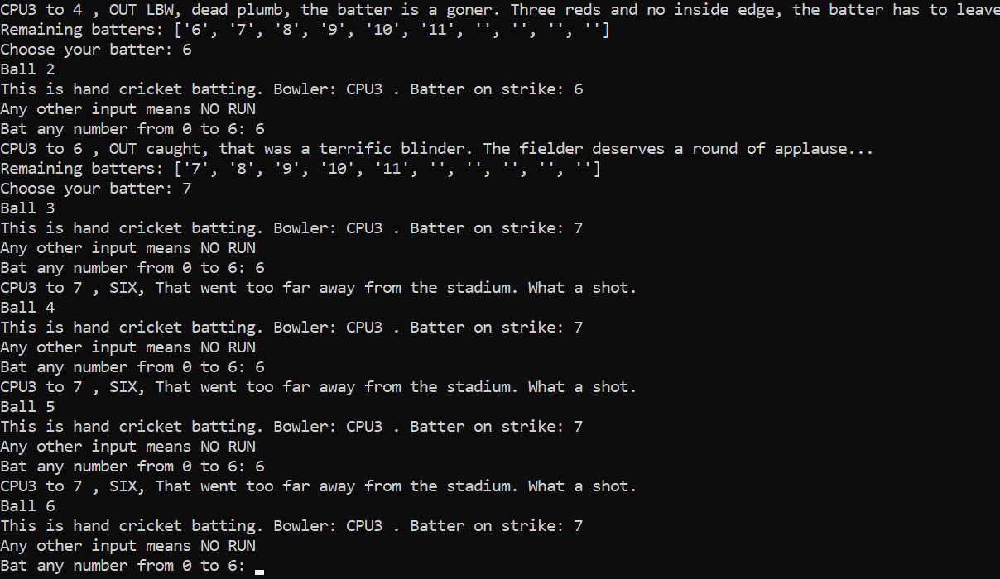 CPU3 to 4 , OUT LBW, dead plumb, the batter is a goner. Three reds and no inside edge, the batter has to leave
Remaining batters: ['6', '7', '8', '9', '10', '11', '', '', '', '']
Choose your batter: 6
Ball 2
This is hand cricket batting. Bowler: CPU3 . Batter on strike: 6
Any other input means NO RUN
Bat any number from 0 to 6: 6
CPU3 to 6 , OUT caught, that was a terrific blinder. The fielder deserves a round of applause...
Remaining batters: ['7', '8', '9', '10', '11', '', '', '', '', '']
Choose your batter: 7
Ball 3
This is hand cricket batting. Bowler: CPU3 . Batter on strike: 7
Any other input means NO RUN
Bat any number from 0 to 6: 6
CPU3 to 7 , SIX, That went too far away from the stadium. What a shot.
Ball 4
This is hand cricket batting. Bowler: CPU3 . Batter on strike: 7
Any other input means NO RUN
Bat any number from 0 to 6: 6
CPU3 to 7 , SIX, That went too far away from the stadium. What a shot.
Ball 5
This is hand cricket batting. Bowler: CPU3 . Batter on strike: 7
Any other input means NO RUN
Bat any number from 0 to 6: 6
CPU3 to 7 , SIX, That went too far away from the stadium. What a shot.
Ball 6
This is hand cricket batting. Bowler: CPU3 . Batter on strike: 7
Any other input means NO RUN
Bat any number from 0 to 6: